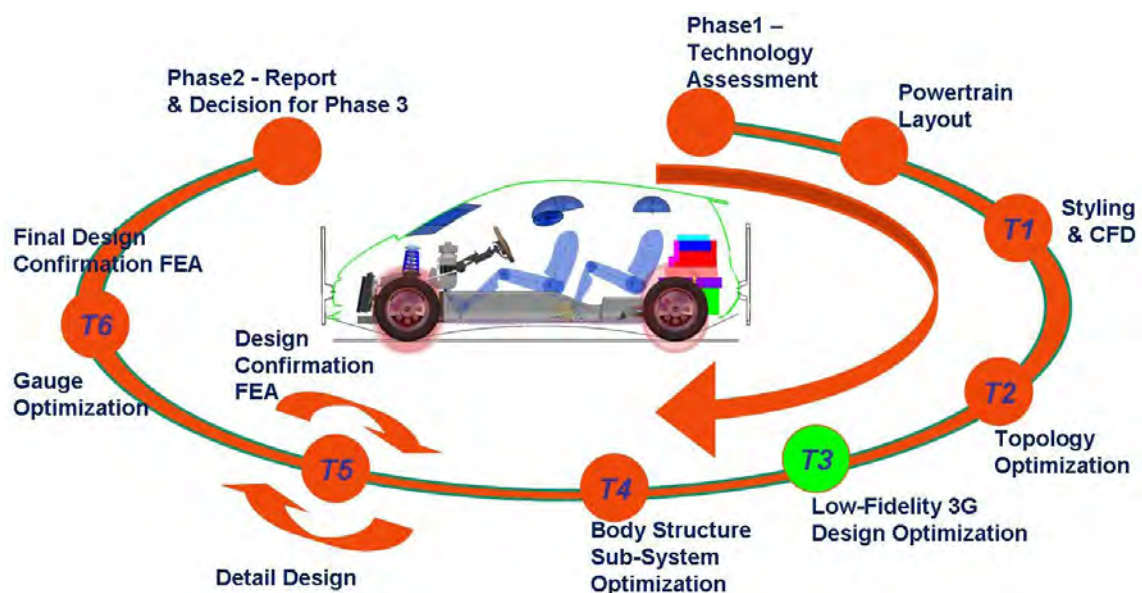 Phase1 –
Technology
Assessment
Powertrain
Layout
T1
Styling
& CFD
T2
Topology
Optimization
T3
Low-Fidelity 3G
Design Optimization
T4
Body Structure
Sub-System
Optimization
T5
Design
Confirmation
FEA
Detail Design
T6
Gauge
Optimization
Final Design
Confirmation FEA
Phase2 - Report
& Decision for Phase 3